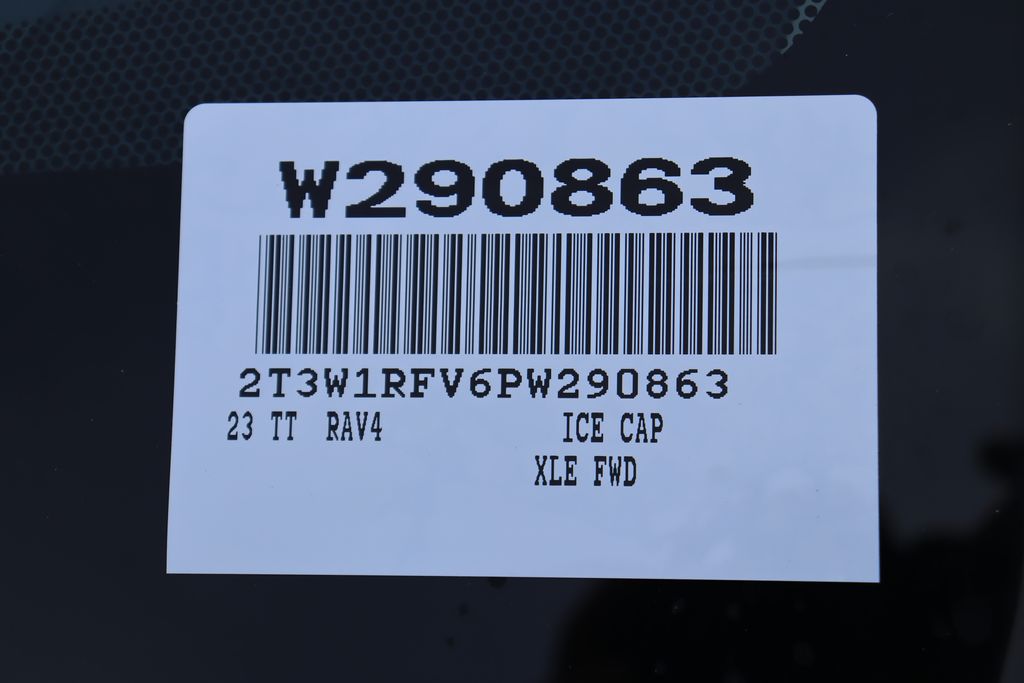 W290863
2T3W1RFV6PW290863
23 TT RAV4 ICE CAP
XLE FWD